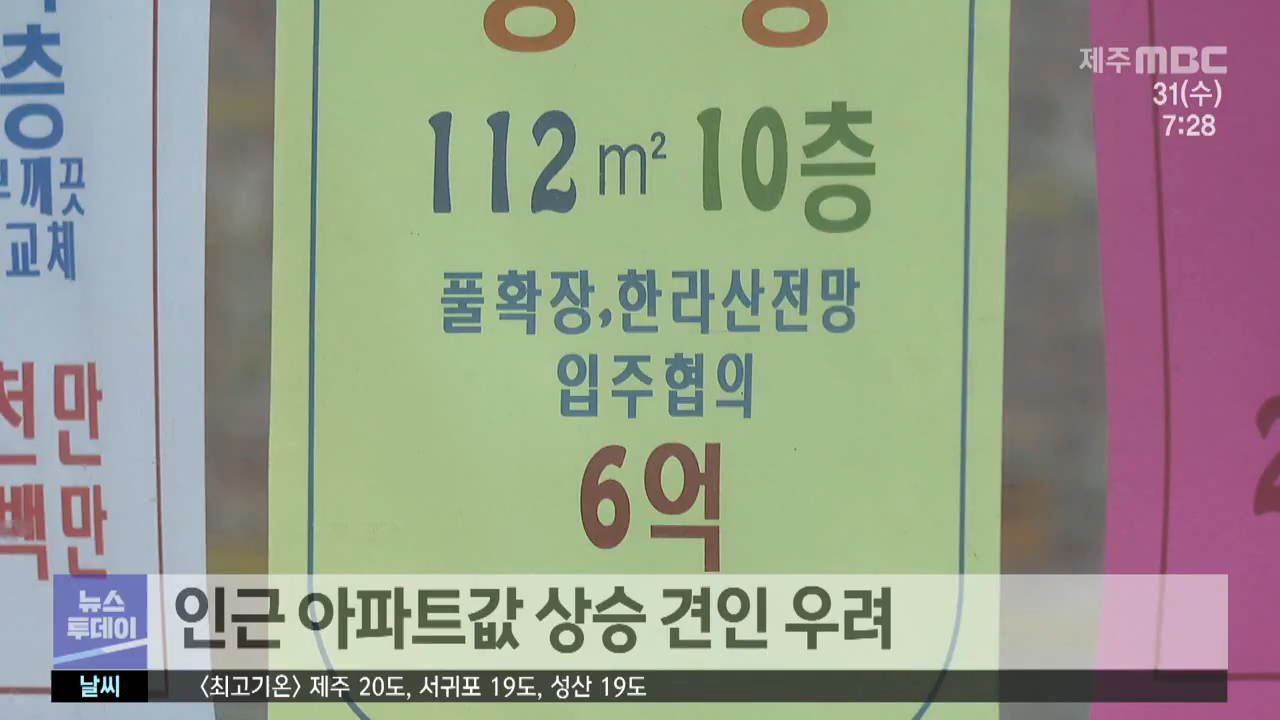 제주MBC
31(수)
7:28
층
깨끗
교체
천만
백만
112㎡ 10층
풀확장,한라산전망
입주협의
6억
뉴스
투데이
인근 아파트값 상승 견인 우려
날씨
〈최고기온〉 제주 20도, 서귀포 19도, 성산 19도